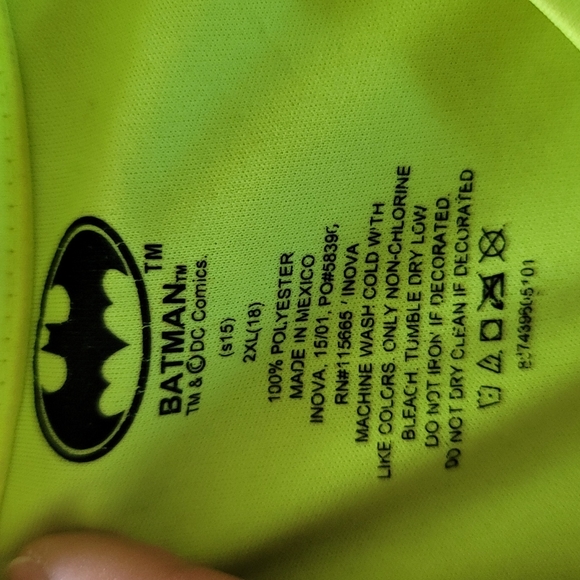 TM
BATMAN™
TM & © DC Comics.
(s15)
2XL(18)
100% POLYESTER
MADE IN MEXICO
INOVA, 15/01, PO#58396
RN#115665 / INOVA
MACHINE WASH COLD WITH
LIKE COLORS, ONLY NON-CHLORINE
BLEACH. TUMBLE DRY LOW
DO NOT IRON IF DECORATED.
DO NOT DRY CLEAN IF DECORATED